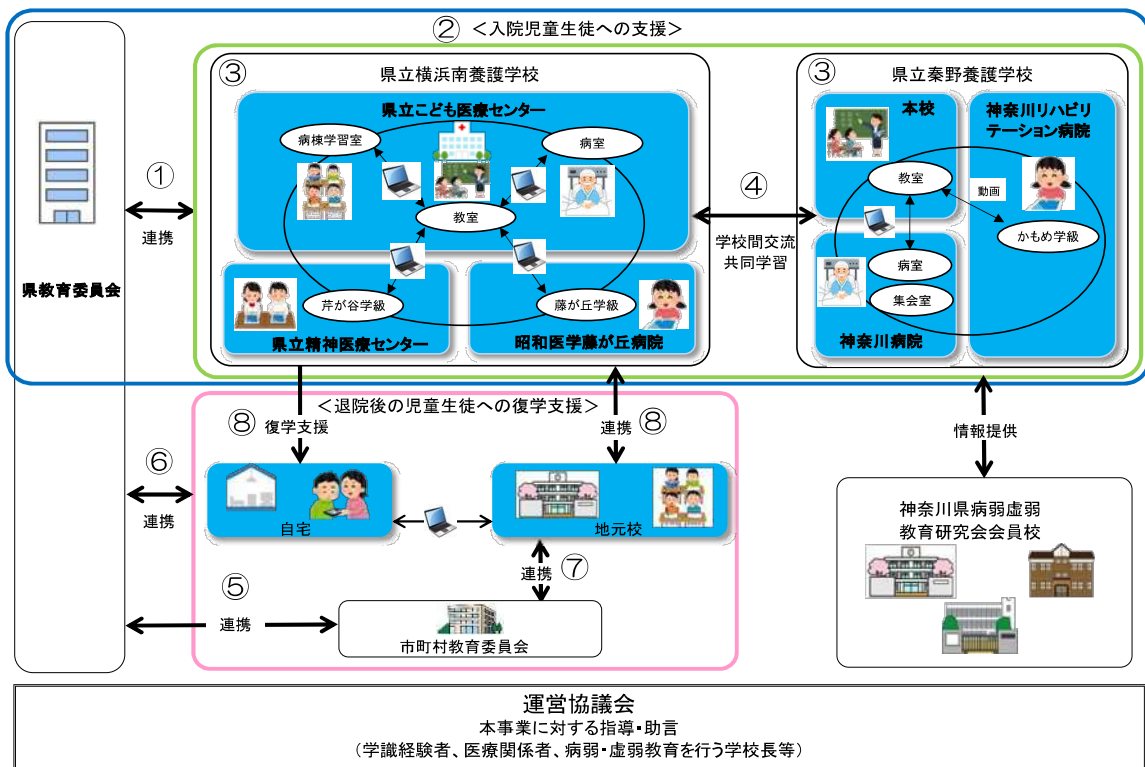 ② <入院児童生徒への支援>
③
県立横浜南養護学校
県立こども医療センター
病棟学習室
病室
教室
芹が谷学級
藤が丘学級
県立精神医療センター
昭和医学藤が丘病院
①
連携
県教育委員会
④
学校間交流
共同学習
③
県立秦野養護学校
本校
神奈川リハビリ
テーション病院
教室
動画
かもめ学級
病室
集会室
神奈川病院
<退院後の児童生徒への復学支援>
⑧
復学支援
連携
⑧
⑥
連携
自宅
地元校
連携
⑦
⑤
連携
市町村教育委員会
情報提供
神奈川県病弱虚弱
教育研究会会員校
運営協議会
本事業に対する指導・助言
(学識経験者、医療関係者、病弱・虚弱教育を行う学校長等)